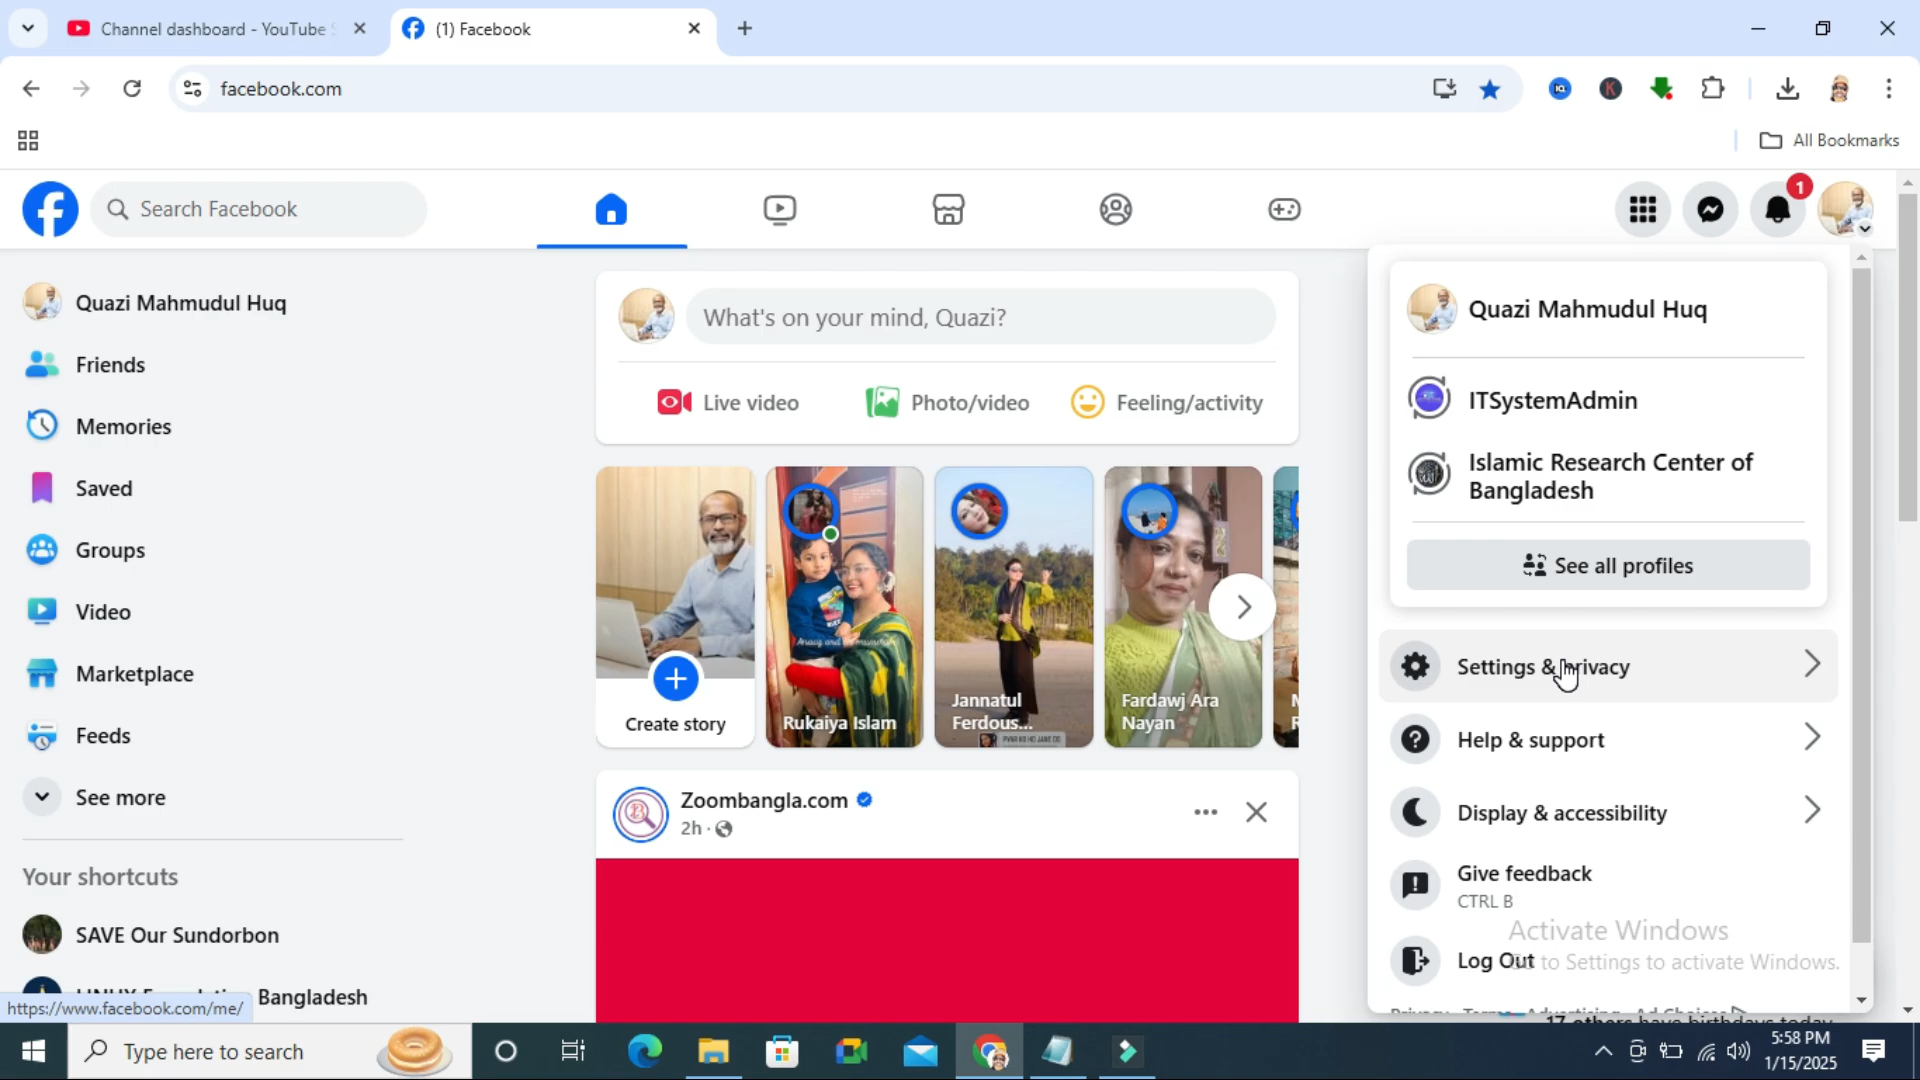 Channel dashboard - YouTube
(1) Facebook
facebook.com
All Bookmarks
Search Facebook
1
Quazi Mahmudul Huq
Friends
Memories
Saved
Groups
Video
Marketplace
Feeds
See more
Your shortcuts
SAVE Our Sundorbon
Bangladesh
https://www.facebook.com/me/
What's on your mind, Quazi?
Live video
Photo/video
Feeling/activity
Create story
Rukaiya Islam
Jannatul
Ferdous...
Fardawj Ara
Nayan
Zoombangla.com
2h ·
Quazi Mahmudul Huq
ITSystemAdmin
Islamic Research Center of
Bangladesh
See all profiles
Settings & privacy
Help & support
Display & accessibility
Give feedback
CTRL B
Log Out
Activate Windows
Go to Settings to activate Windows.
Type here to search
5:58 PM
1/15/2025